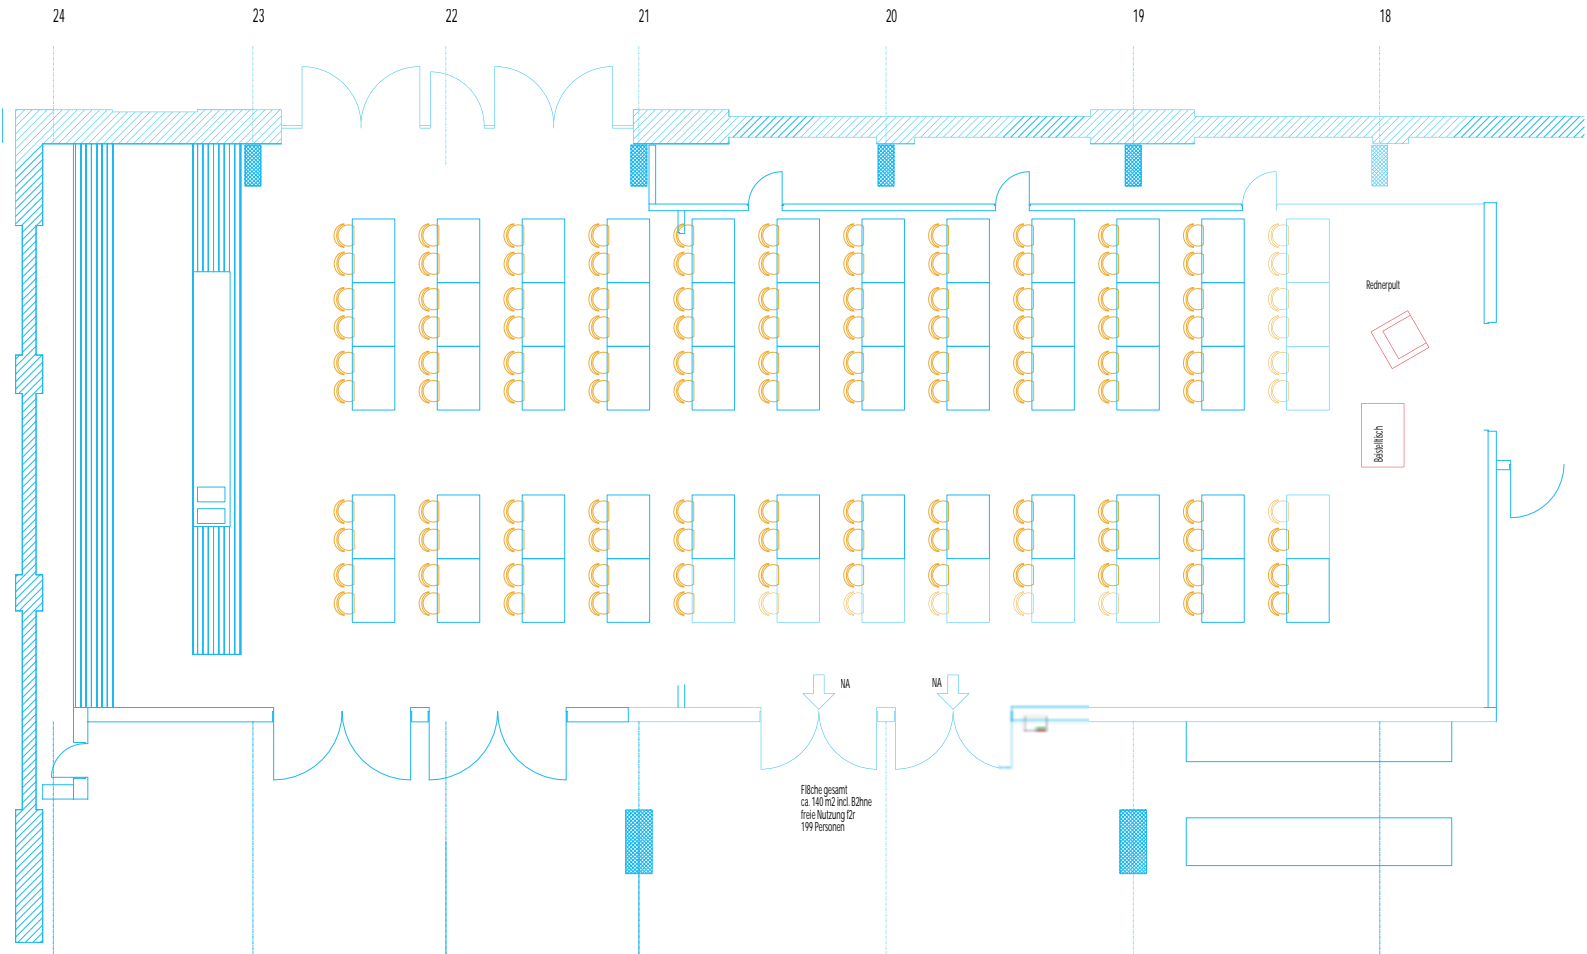 24 23 22 21 20 19 18
Rednerpult
Beistelltisch
NA NA
Fl8che gesamt
ca. 140 m2 incl. B2hne
freie Nutzung f2r
199 Personen